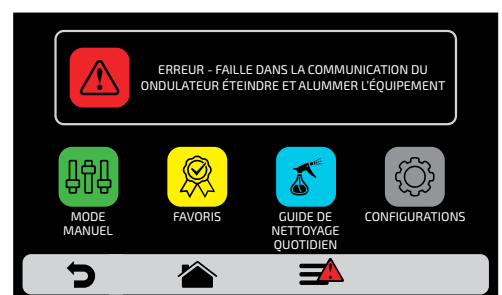 ERREUR - FAILLE DANS LA COMMUNICATION DU
ONDULATEUR ÉTEINDRE ET ALUMMER L'ÉQUIPEMENT
MODE
MANUEL
FAVORIS
GUIDE DE
NETTOYAGE
QUOTIDIEN
CONFIGURATIONS